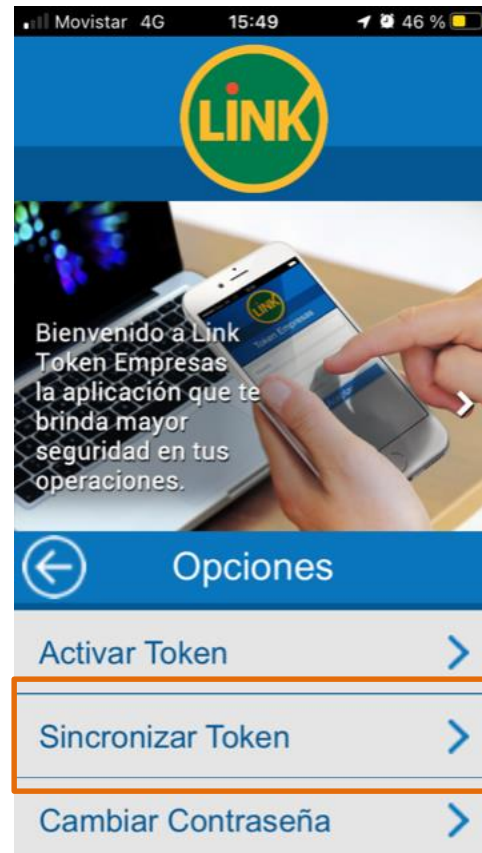 Movistar 4G 15:49 46 %
LiNK
Bienvenido a Link
Token Empresas
la aplicación que te
brinda mayor
seguridad en tus
operaciones.
LiNK
Token Empresas
Opciones
Activar Token
Sincronizar Token
Cambiar Contraseña